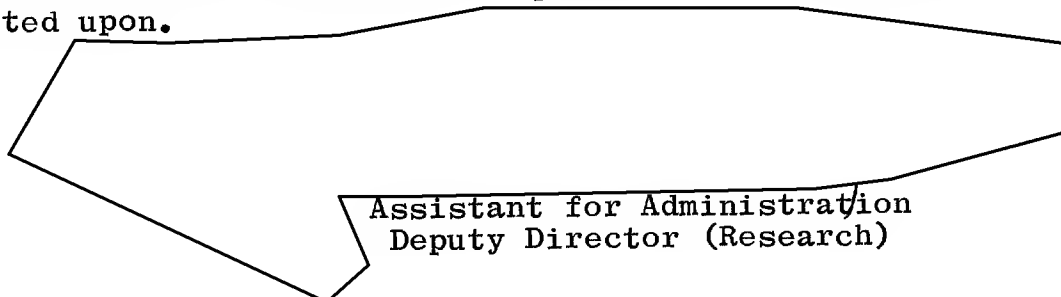 ted upon.
Assistant for Administration
Deputy Director (Research)